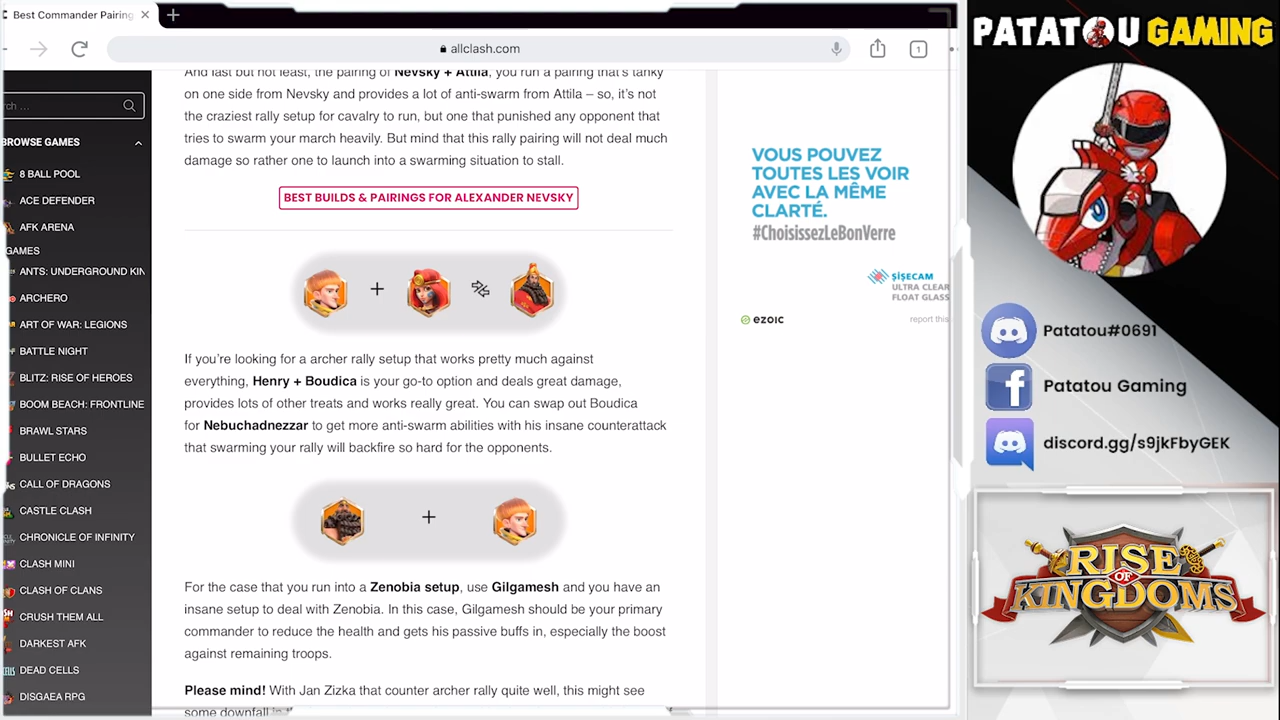 Best Commander Pairing
allclash.com
1
BROWSE GAMES
8 BALL POOL
ACE DEFENDER
AFK ARENA
GAMES
ANTS: UNDERGROUND KIN
ARCHERO
ART OF WAR: LEGIONS
BATTLE NIGHT
BLITZ: RISE OF HEROES
BOOM BEACH: FRONTLINE
BRAWL STARS
BULLET ECHO
CALL OF DRAGONS
CASTLE CLASH
CHRONICLE OF INFINITY
CLASH MINI
CLASH OF CLANS
CRUSH THEM ALL
DARKEST AFK
DEAD CELLS
DISGAEA RPG
And last but not least, the pairing of Nevsky + Attila, you run a pairing that's tanky
on one side from Nevsky and provides a lot of anti-swarm from Attila – so, it's not
the craziest rally setup for cavalry to run, but one that punished any opponent that
tries to swarm your march heavily. But mind that this rally pairing will not deal much
damage so rather one to launch into a swarming situation to stall.
BEST BUILDS & PAIRINGS FOR ALEXANDER NEVSKY
+
If you're looking for a archer rally setup that works pretty much against
everything, Henry + Boudica is your go-to option and deals great damage,
provides lots of other treats and works really great. You can swap out Boudica
for Nebuchadnezzar to get more anti-swarm abilities with his insane counterattack
that swarming your rally will backfire so hard for the opponents.
+
For the case that you run into a Zenobia setup, use Gilgamesh and you have an
insane setup to deal with Zenobia. In this case, Gilgamesh should be your primary
commander to reduce the health and gets his passive buffs in, especially the boost
against remaining troops.
Please mind! With Jan Zizka that counter archer rally quite well, this might see
some downfall in
VOUS POUVEZ
TOUTES LES VOIR
AVEC LA MÊME
CLARTÉ.
#ChoisissezLeBonVerre
ŞİŞECAM
ULTRA CLEAR
FLOAT GLASS
ezoic
report this
PATATOU GAMING
Patatou#0691
Patatou Gaming
discord.gg/s9jkFbyGEK
RISE
OF
KINGDOMS